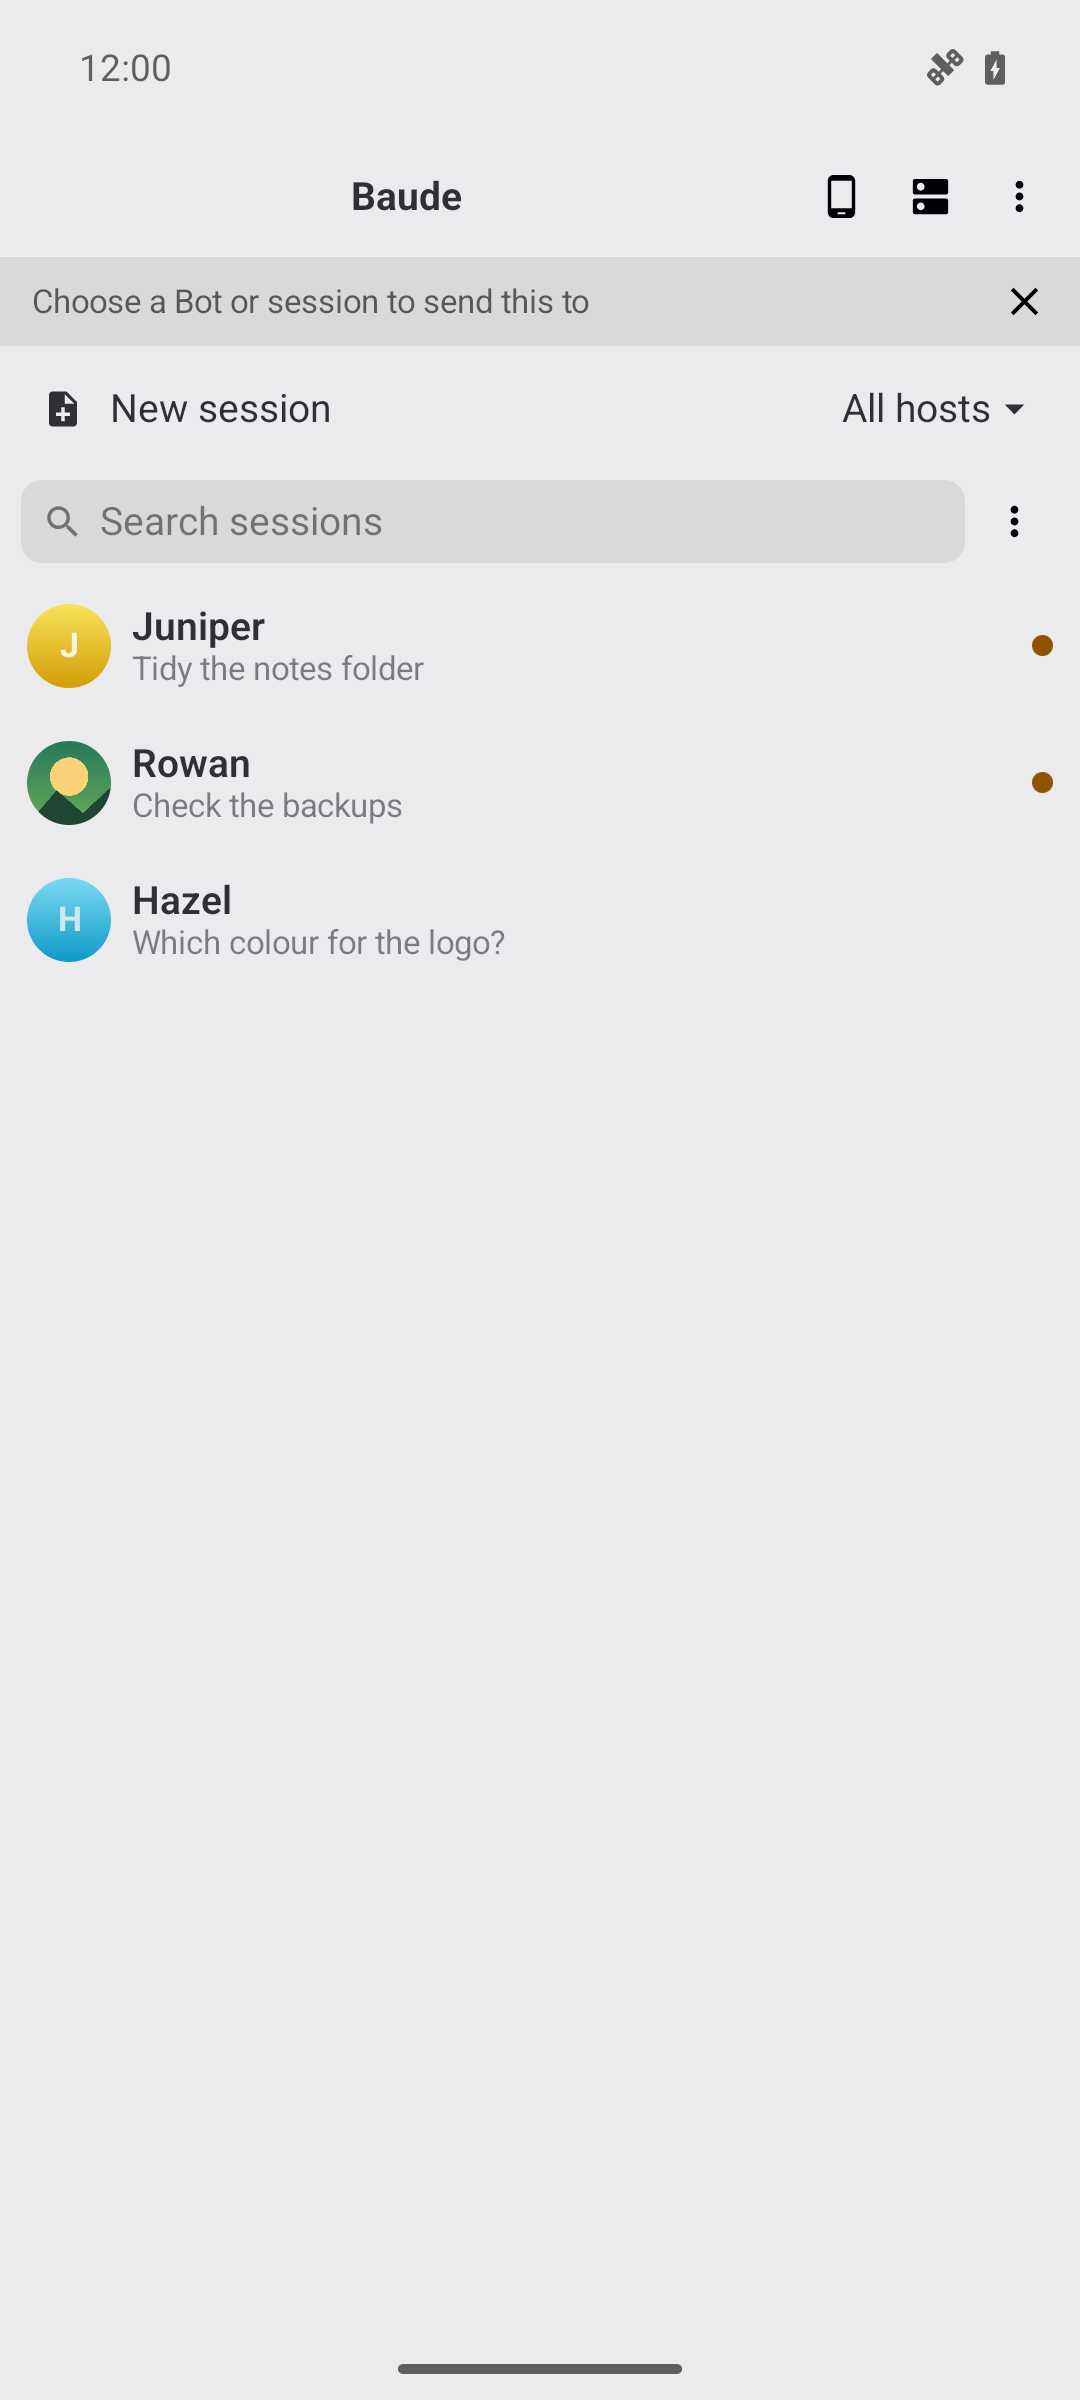 12:00
Baude
Choose a Bot or session to send this to
New session
All hosts
Search sessions
J
Juniper
Tidy the notes folder
Rowan
Check the backups
H
Hazel
Which colour for the logo?